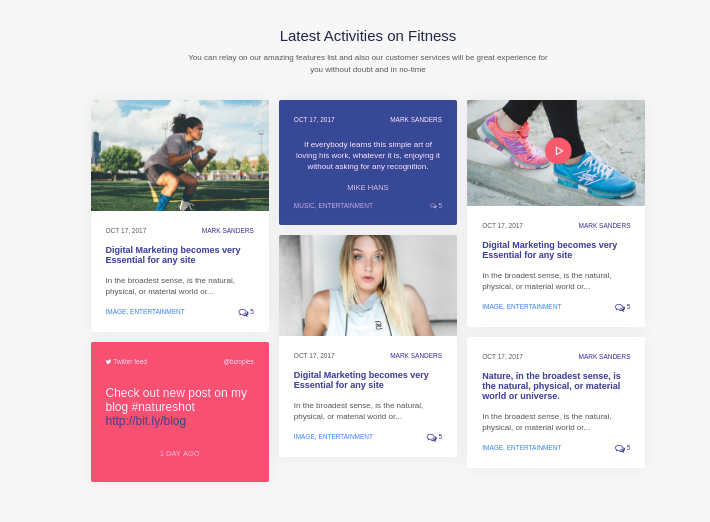 Latest Activities on Fitness
You can relay on our amazing features list and also our customer services will be great experience for
you without doubt and in no-time
OCT 17, 2017 MARK SANDERS
Digital Marketing becomes very
Essential for any site
In the broadest sense, is the natural,
physical, or material world or...
IMAGE, ENTERTAINMENT 5
Twitter feed @bizoples
Check out new post on my
blog #natureshot
http://bit.ly/blog
1 DAY AGO
OCT 17, 2017 MARK SANDERS
If everybody learns this simple art of
loving his work, whatever it is, enjoying it
without asking for any recognition.
MIKE HANS
MUSIC, ENTERTAINMENT 5
OCT 17, 2017 MARK SANDERS
Digital Marketing becomes very
Essential for any site
In the broadest sense, is the natural,
physical, or material world or...
IMAGE, ENTERTAINMENT 5
OCT 17, 2017 MARK SANDERS
Digital Marketing becomes very
Essential for any site
In the broadest sense, is the natural,
physical, or material world or...
IMAGE, ENTERTAINMENT 5
OCT 17, 2017 MARK SANDERS
Nature, in the broadest sense, is
the natural, physical, or material
world or universe.
In the broadest sense, is the natural,
physical, or material world or...
IMAGE, ENTERTAINMENT 5